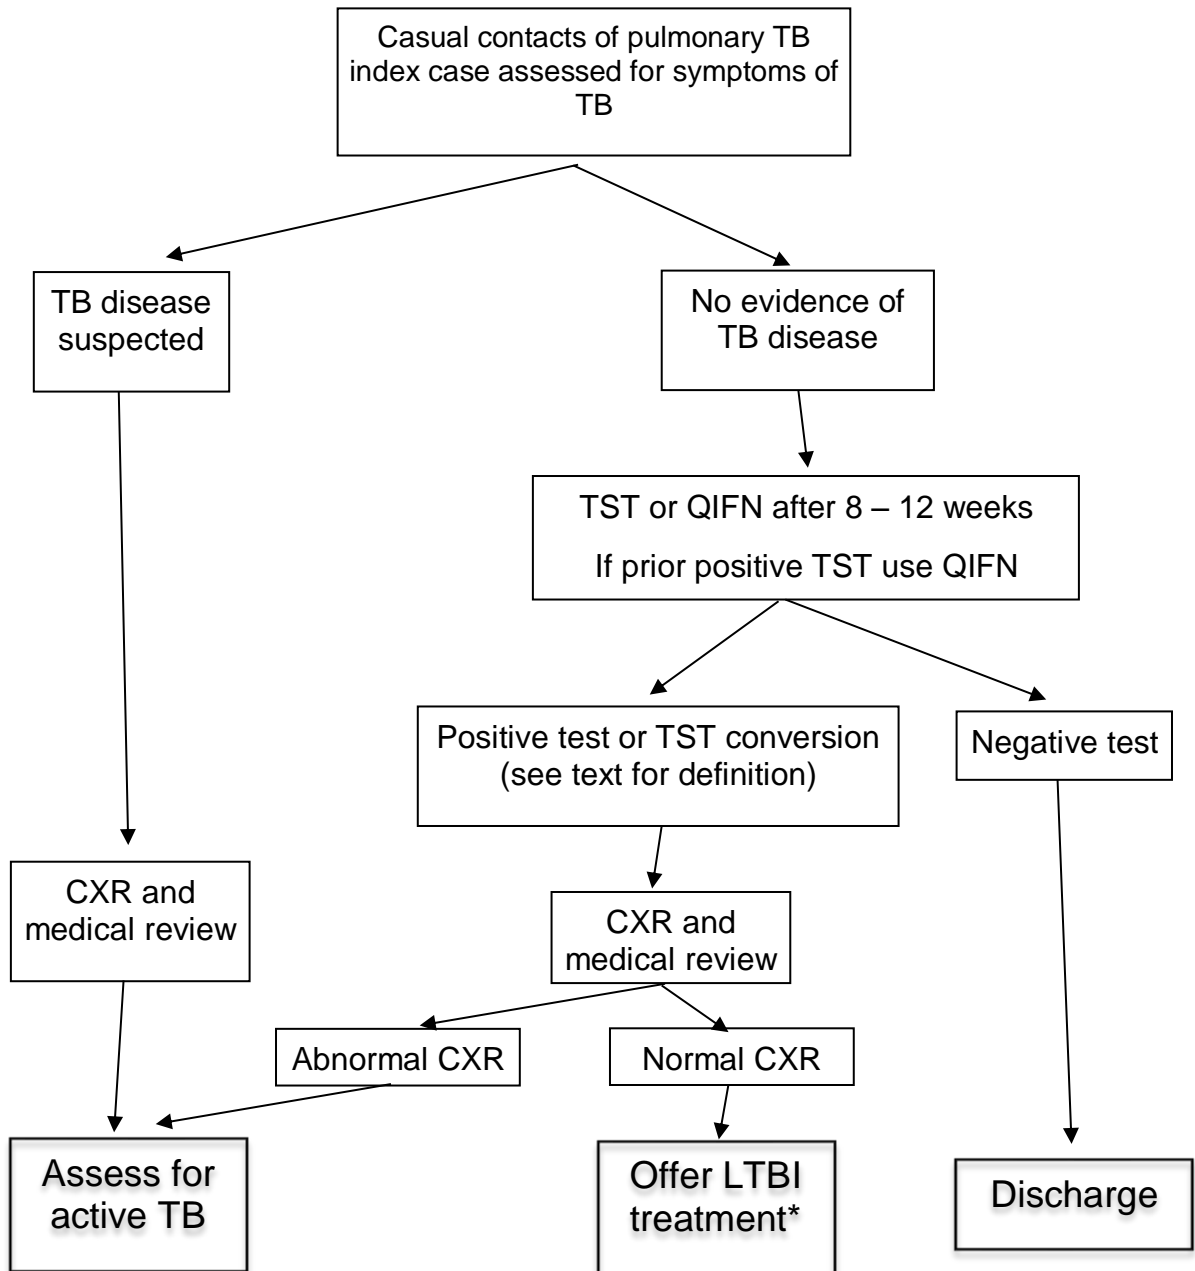 Casual contacts of pulmonary TB
index case assessed for symptoms of
TB
TB disease
suspected
No evidence of
TB disease
TST or QIFN after 8 – 12 weeks
If prior positive TST use QIFN
Positive test or TST conversion
(see text for definition)
Negative test
CXR and
medical review
CXR and
medical review
Abnormal CXR
Normal CXR
Assess for
active TB
Offer LTBI
treatment*
Discharge